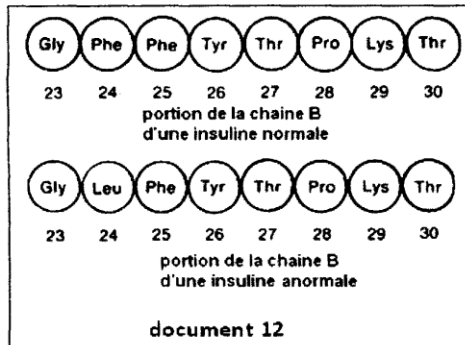 Gly Phe Phe Tyr Thr Pro Lys Thr
23 24 25 26 27 28 29 30
portion de la chaine B
d'une insuline normale
Gly Leu Phe Tyr Thr Pro Lys Thr
23 24 25 26 27 28 29 30
portion de la chaine B
d'une insuline anormale
document 12